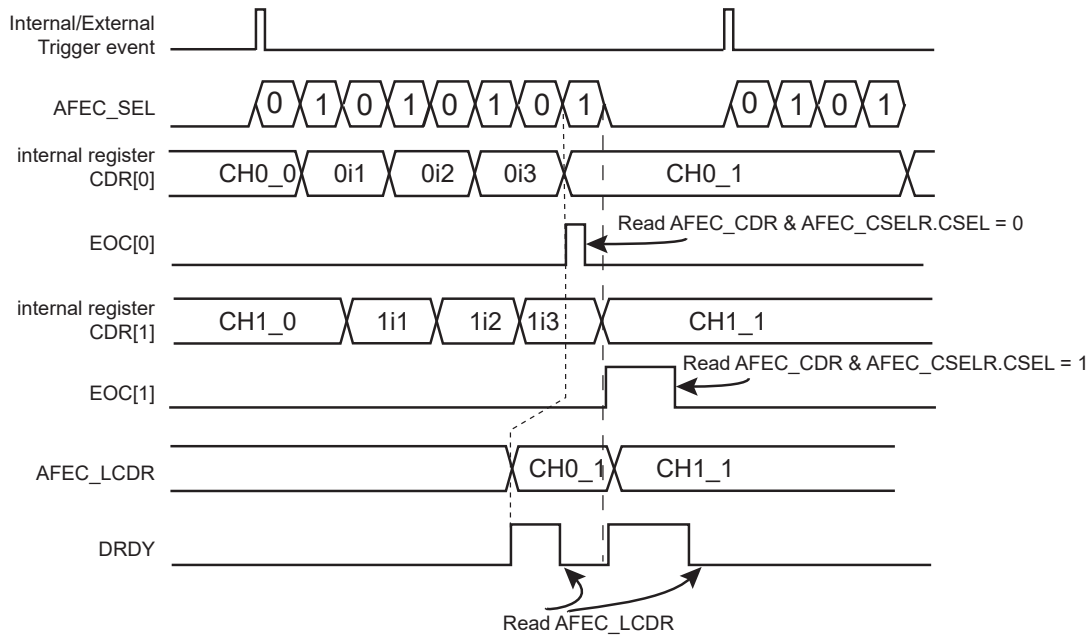 Internal/External
Trigger event
AFEC_SEL
0 1 0 1 0 1 0 1 0 1 0 1
internal register
CDR[0]
CH0_0 0i1 0i2 0i3 CH0_1
Read AFEC_CDR & AFEC_CSELR.CSEL = 0
EOC[0]
internal register
CDR[1]
CH1_0 1i1 1i2 1i3 CH1_1
Read AFEC_CDR & AFEC_CSELR.CSEL = 1
EOC[1]
AFEC_LCDR
CH0_1 CH1_1
DRDY
Read AFEC_LCDR